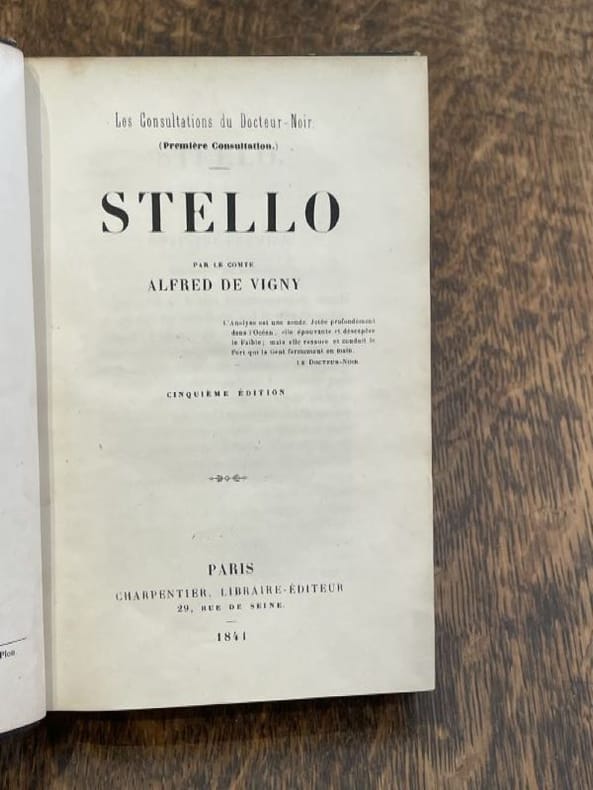 Les Consultations du Docteur-Noir.
(Première Consultation.)
STELLO
PAR LE COMTE
ALFRED DE VIGNY
L'Analyse est une sonde. Jetée profondément
dans l'Océan, elle épouvante et désespère
le Faible; mais elle rassure et conduit le
Fort qui la tient fermement en main.
LE DOCTEUR-NOIR
CINQUIÈME ÉDITION
PARIS
CHARPENTIER, LIBRAIRE-ÉDITEUR
29, RUE DE SEINE.
1841
Plon